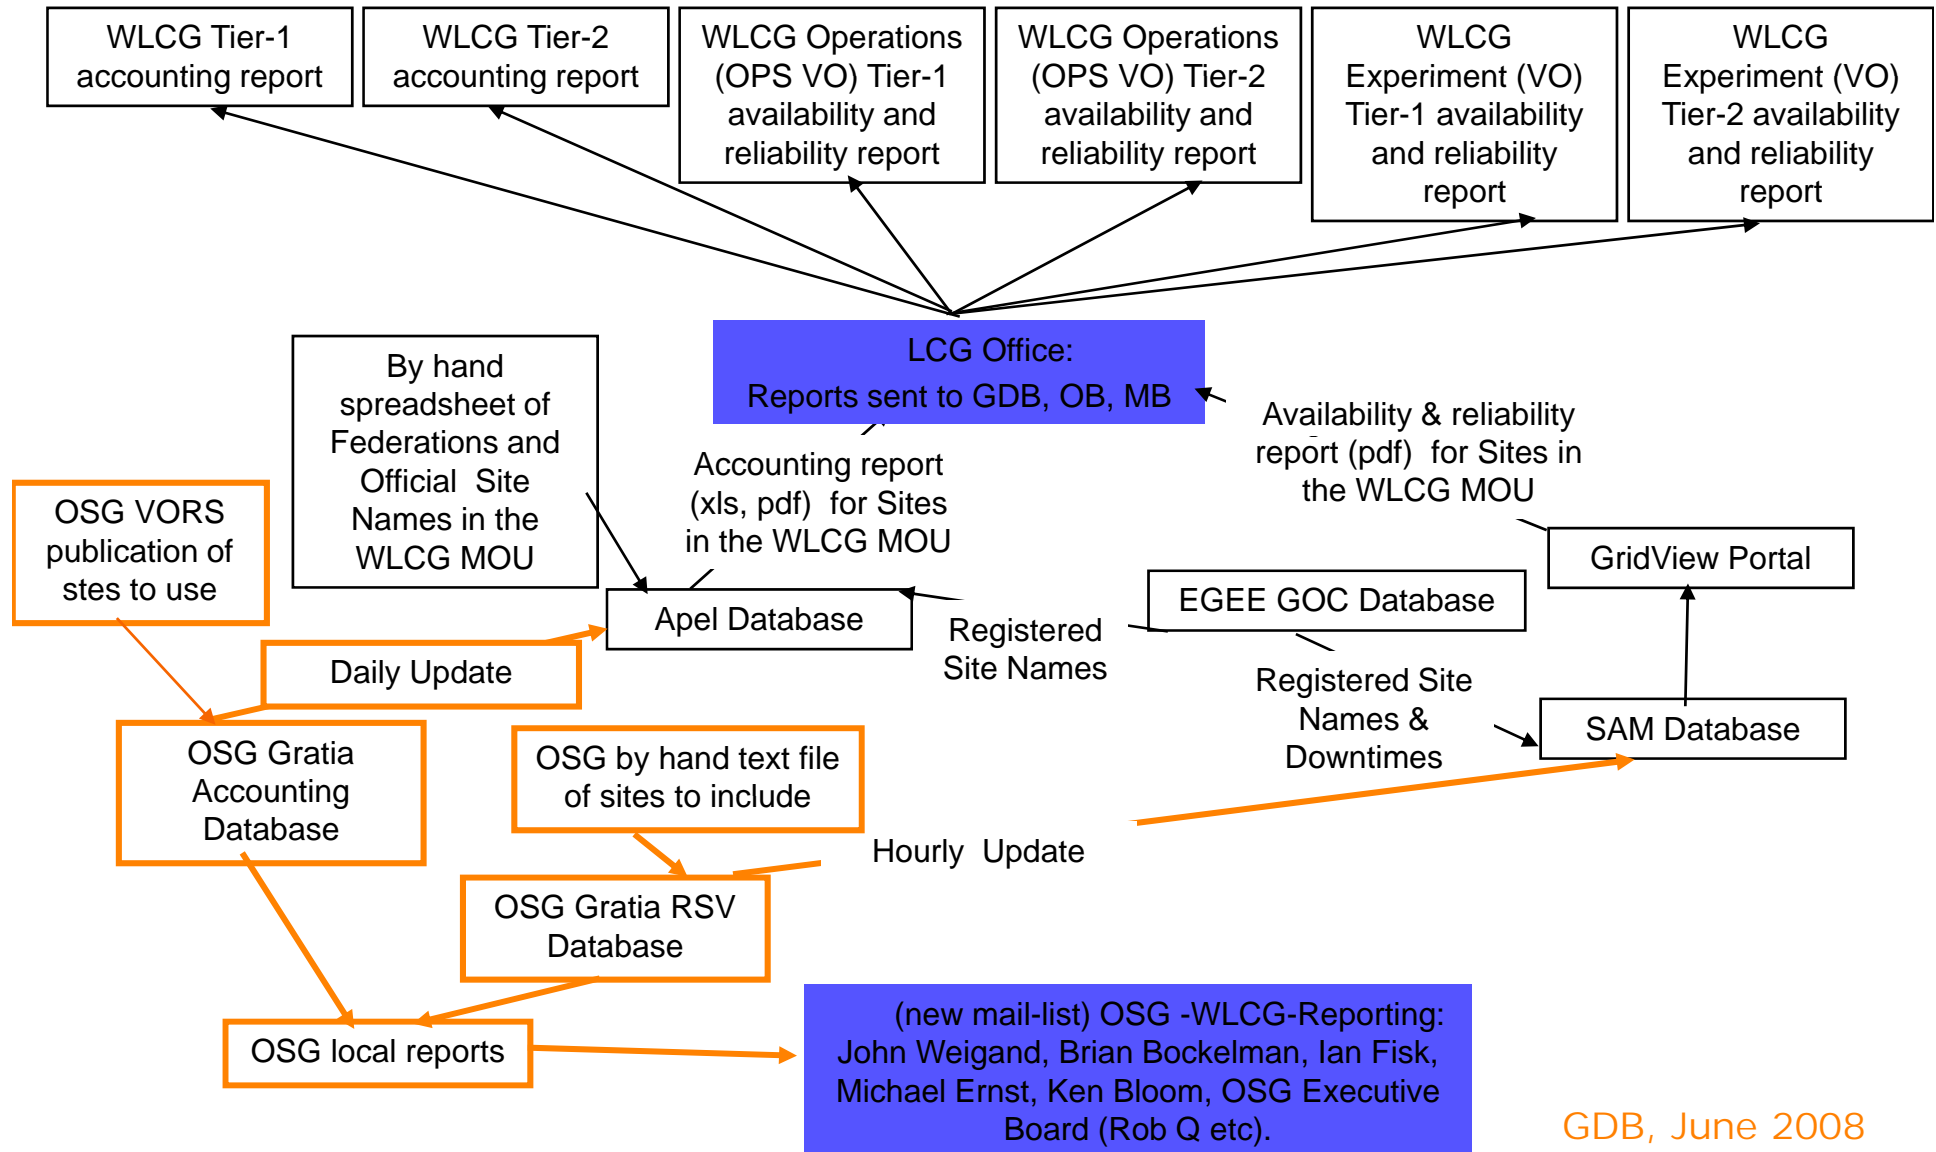 WLCG Tier-1
accounting report
WLCG Tier-2
accounting report
WLCG Operations
(OPS VO) Tier-1
availability and
reliability report
WLCG Operations
(OPS VO) Tier-2
availability and
reliability report
WLCG
Experiment (VO)
Tier-1 availability
and reliability
report
WLCG
Experiment (VO)
Tier-2 availability
and reliability
report
LCG Office:
Reports sent to GDB, OB, MB
By hand
spreadsheet of
Federations and
Official Site
Names in the
WLCG MOU
Accounting report
(xls, pdf) for Sites
in the WLCG MOU
Availability & reliability
report (pdf) for Sites in
the WLCG MOU
OSG VORS
publication of
stes to use
GridView Portal
EGEE GOC Database
Apel Database
Registered
Site Names
Daily Update
Registered Site
Names &
Downtimes
SAM Database
OSG Gratia
Accounting
Database
OSG by hand text file
of sites to include
Hourly Update
OSG Gratia RSV
Database
OSG local reports
(new mail-list) OSG -WLCG-Reporting:
John Weigand, Brian Bockelman, Ian Fisk,
Michael Ernst, Ken Bloom, OSG Executive
Board (Rob Q etc).
GDB, June 2008